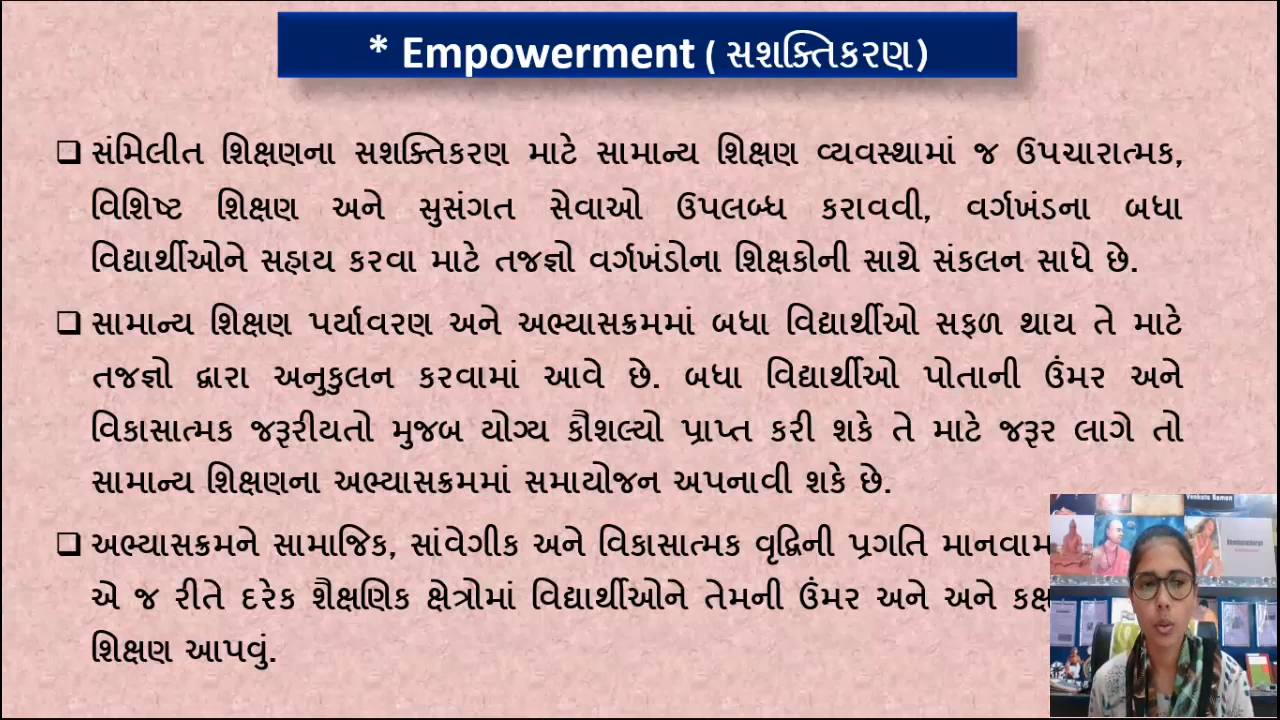 * Empowerment ( સશક્તિકરણ)
❑ સંમિલીત શિક્ષણના સશક્તિકરણ માટે સામાન્ય શિક્ષણ વ્યવસ્થામાં જ ઉપચારાત્મક,
વિશિષ્ટ શિક્ષણ અને સુસંગત સેવાઓ ઉપલબ્ધ કરાવવી, વર્ગખંડના બધા
વિદ્યાર્થીઓને સહાય કરવા માટે તજજ્ઞો વર્ગખંડોના શિક્ષકોની સાથે સંકલન સાધે છે.
❑ સામાન્ય શિક્ષણ પર્યાવરણ અને અભ્યાસક્રમમાં બધા વિદ્યાર્થીઓ સફળ થાય તે માટે
તજજ્ઞો દ્વારા અનુકુલન કરવામાં આવે છે. બધા વિદ્યાર્થીઓ પોતાની ઉંમર અને
વિકાસાત્મક જરૂરીયતો મુજબ યોગ્ય કૌશલ્યો પ્રાપ્ત કરી શકે તે માટે જરૂર લાગે તો
સામાન્ય શિક્ષણના અભ્યાસક્રમમાં સમાયોજન અપનાવી શકે છે.
❑ અભ્યાસક્રમને સામાજિક, સાંવેગીક અને વિકાસાત્મક વૃદ્ધિની પ્રગતિ
એ જ રીતે દરેક શૈક્ષણિક ક્ષેત્રોમાં વિદ્યાર્થીઓને તેમની ઉંમર અને અને
શિક્ષણ આપવું.
Venkata Raman